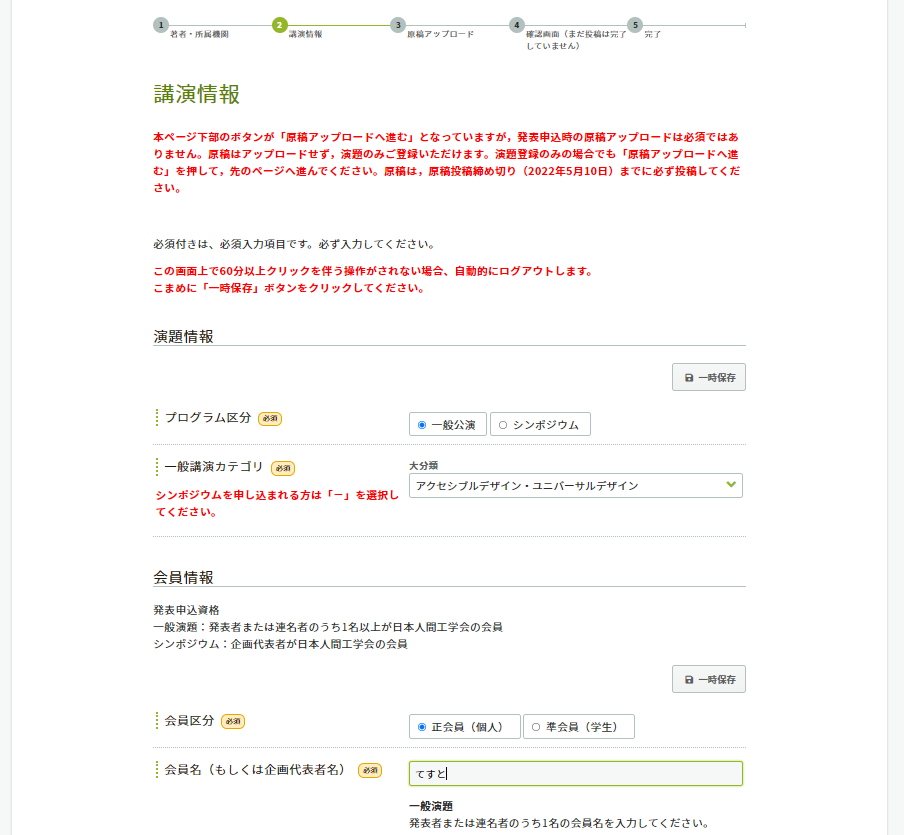 1
著者・所属機関
2
講演情報
3
原稿アップロード
4
確認画面（まだ投稿は完了
していません）
5
完了
講演情報
本ページ下部のボタンが「原稿アップロードへ進む」となっていますが，発表申込時の原稿アップロードは必須ではあ
りません。原稿はアップロードせず，演題のみご登録いただけます。演題登録のみの場合でも「原稿アップロードへ進
む」を押して，先のページへ進んでください。原稿は，原稿投稿締め切り（2022年5月10日）までに必ず投稿してくだ
さい。
必須付きは、必須入力項目です。必ず入力してください。
この画面上で60分以上クリックを伴う操作がされない場合、自動的にログアウトします。
こまめに「一時保存」ボタンをクリックしてください。
演題情報
一時保存
プログラム区分 必須
一般公演 シンポジウム
一般講演カテゴリ 必須
シンポジウムを申し込まれる方は「－」を選択し
てください。
大分類
アクセシブルデザイン・ユニバーサルデザイン
会員情報
発表申込資格
一般演題：発表者または連名者のうち1名以上が日本人間工学会の会員
シンポジウム：企画代表者が日本人間工学会の会員
一時保存
会員区分 必須
正会員（個人） 準会員（学生）
会員名（もしくは企画代表者名） 必須
てすと
一般演題
発表者または連名者のうち1名の会員名を入力してください。